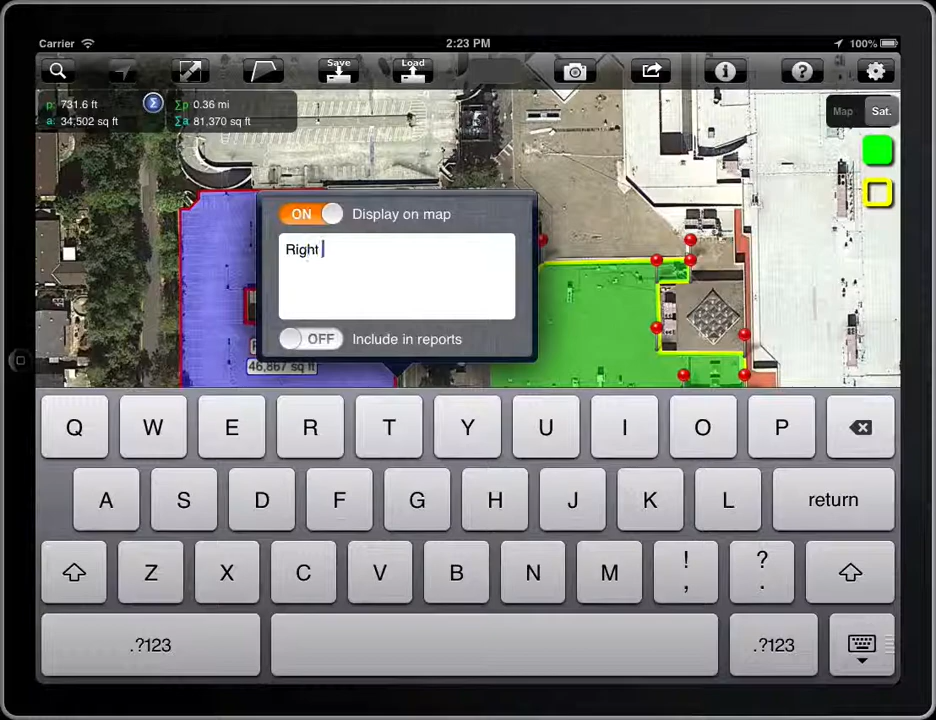 Carrier 2:23 PM 100%
Save Load
p: 731.6 ft Σp 0.36 mi
a: 34,502 sq ft Σa 81,370 sq ft
Σ
Map Sat.
ON Display on map
Right
OFF Include in reports
46,867 sq ft
Q W E R T Y U I O P
A S D F G H J K L return
Z X C V B N M ! , ? .
.?123 .?123